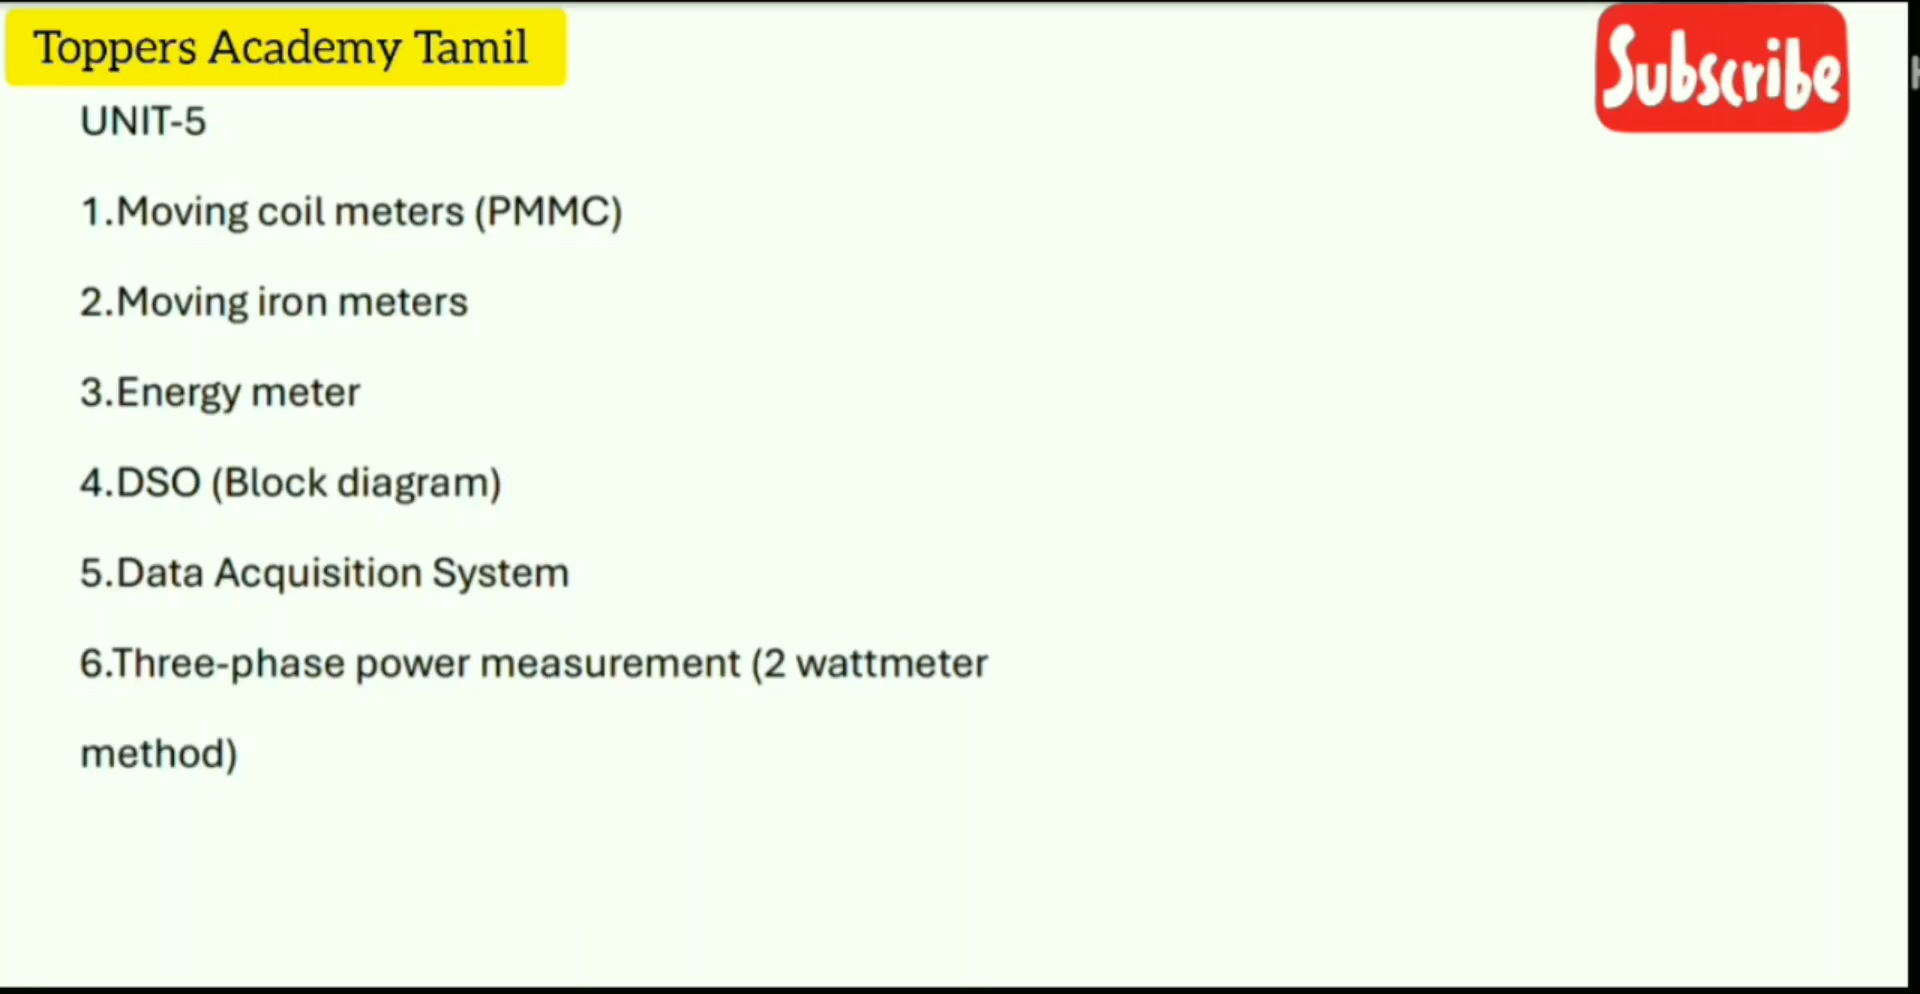 Toppers Academy Tamil
Subscribe
UNIT-5
1.Moving coil meters (PMMC)
2.Moving iron meters
3.Energy meter
4.DSO (Block diagram)
5.Data Acquisition System
6.Three-phase power measurement (2 wattmeter
method)